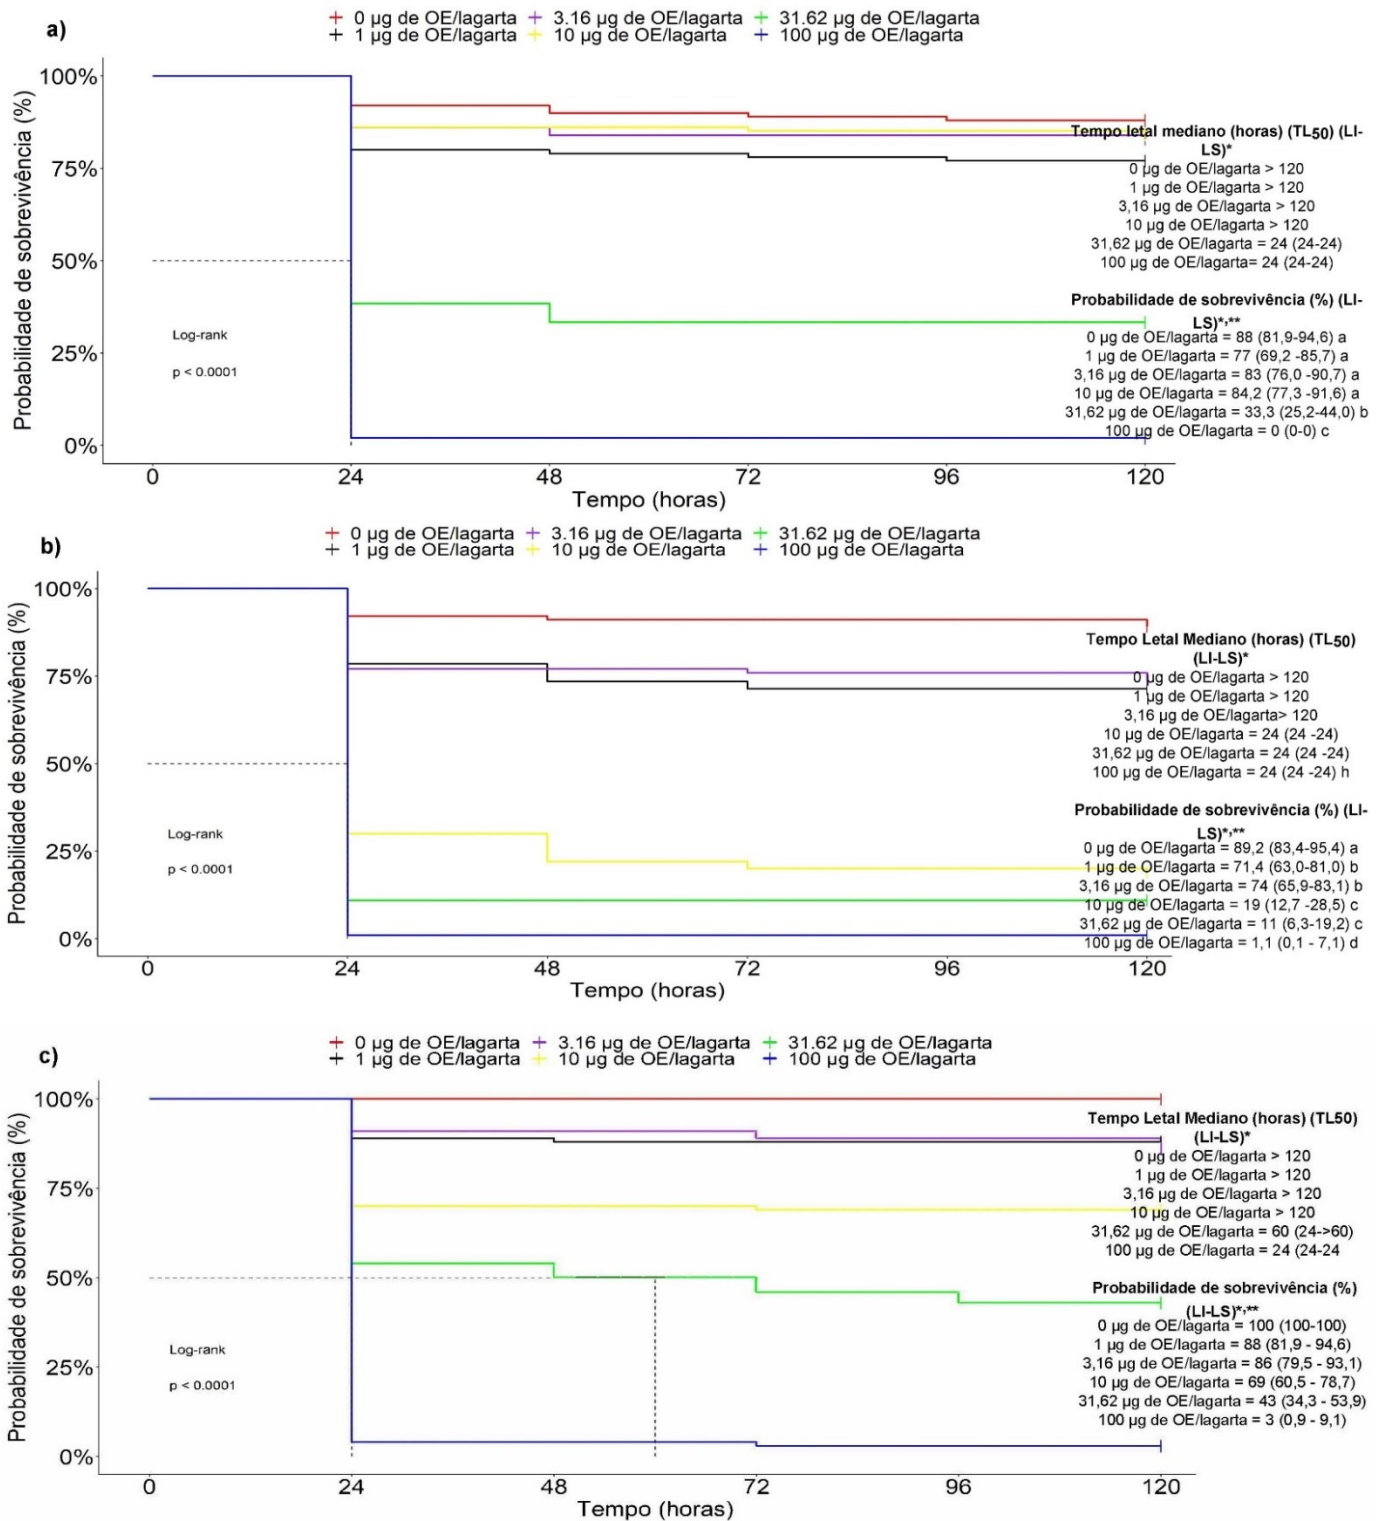 a)
0 µg de OE/lagarta 3.16 µg de OE/lagarta 31.62 µg de OE/lagarta
1 µg de OE/lagarta 10 µg de OE/lagarta 100 µg de OE/lagarta
Probabilidade de sobrevivência (%)
100%
75%
50%
25%
0%
Log-rank
p < 0.0001
Tempo letal mediano (horas) (TL50) (LI-
LS)*
0 µg de OE/lagarta > 120
1 µg de OE/lagarta > 120
3,16 µg de OE/lagarta > 120
10 µg de OE/lagarta > 120
31,62 µg de OE/lagarta = 24 (24-24)
100 µg de OE/lagarta= 24 (24-24)
Probabilidade de sobrevivência (%) (LI-
LS)*,**
0 µg de OE/lagarta = 88 (81,9-94,6) a
1 µg de OE/lagarta = 77 (69,2 -85,7) a
3,16 µg de OE/lagarta = 83 (76,0 -90,7) a
10 µg de OE/lagarta = 84,2 (77,3 -91,6) a
31,62 µg de OE/lagarta = 33,3 (25,2-44,0) b
100 µg de OE/lagarta = 0 (0-0) c
0 24 48 72 96 120
Tempo (horas)
b)
0 µg de OE/lagarta 3.16 µg de OE/lagarta 31.62 µg de OE/lagarta
1 µg de OE/lagarta 10 µg de OE/lagarta 100 µg de OE/lagarta
Probabilidade de sobrevivência (%)
100%
75%
50%
25%
0%
Log-rank
p < 0.0001
Tempo Letal Mediano (horas) (TL50)
(LI-LS)*
0 µg de OE/lagarta > 120
1 µg de OE/lagarta > 120
3,16 µg de OE/lagarta> 120
10 µg de OE/lagarta = 24 (24 -24)
31,62 µg de OE/lagarta = 24 (24 -24)
100 µg de OE/lagarta = 24 (24 -24) h
Probabilidade de sobrevivência (%) (LI-
LS)*,**
0 µg de OE/lagarta = 89,2 (83,4-95,4) a
1 µg de OE/lagarta = 71,4 (63,0-81,0) b
3,16 µg de OE/lagarta = 74 (65,9-83,1) b
10 µg de OE/lagarta = 19 (12,7 -28,5) c
31,62 µg de OE/lagarta = 11 (6,3-19,2) c
100 µg de OE/lagarta = 1,1 (0,1 - 7,1) d
0 24 48 72 96 120
Tempo (horas)
c)
0 µg de OE/lagarta 3.16 µg de OE/lagarta 31.62 µg de OE/lagarta
1 µg de OE/lagarta 10 µg de OE/lagarta 100 µg de OE/lagarta
Probabilidade de sobrevivência (%)
100%
75%
50%
25%
0%
Log-rank
p < 0.0001
Tempo Letal Mediano (horas) (TL50)
(LI-LS)*
0 µg de OE/lagarta > 120
1 µg de OE/lagarta > 120
3,16 µg de OE/lagarta > 120
10 µg de OE/lagarta > 120
31,62 µg de OE/lagarta = 60 (24->60)
100 µg de OE/lagarta = 24 (24-24
Probabilidade de sobrevivência (%)
(LI-LS)*,**
0 µg de OE/lagarta = 100 (100-100)
1 µg de OE/lagarta = 88 (81,9 - 94,6)
3,16 µg de OE/lagarta = 86 (79,5 - 93,1)
10 µg de OE/lagarta = 69 (60,5 - 78,7)
31,62 µg de OE/lagarta = 43 (34,3 - 53,9)
100 µg de OE/lagarta = 3 (0,9 - 9,1)
0 24 48 72 96 120
Tempo (horas)